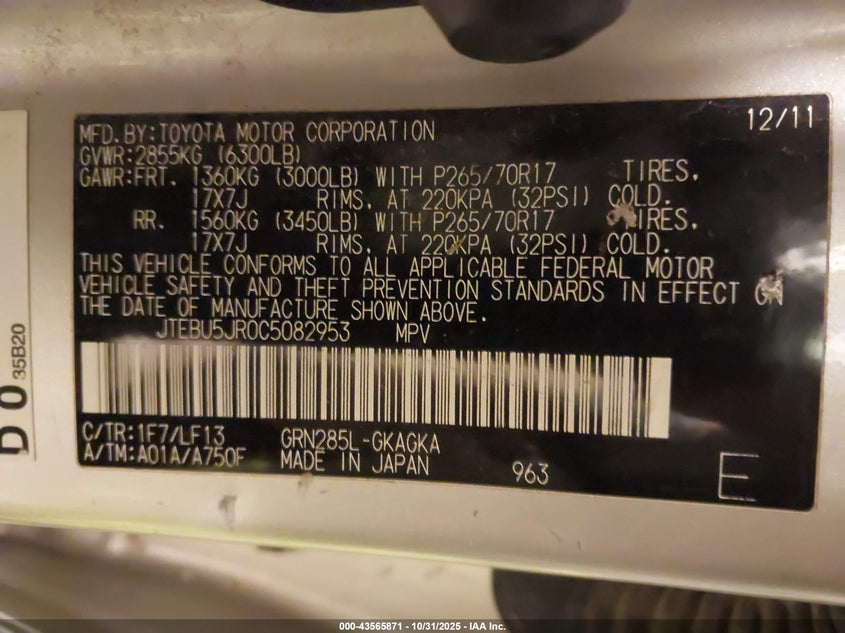 MFD.BY:TOYOTA MOTOR CORPORATION 12/11
GVWR:2855KG (6300LB)
GAWR:FRT. 1360KG (3000LB) WITH P265/70R17 TIRES,
17X7J RIMS, AT 220KPA (32PSI) COLD.
RR. 1560KG (3450LB) WITH P265/70R17 TIRES,
17X7J RIMS, AT 220KPA (32PSI) COLD.
THIS VEHICLE CONFORMS TO ALL APPLICABLE FEDERAL MOTOR
VEHICLE SAFETY AND THEFT PREVENTION STANDARDS IN EFFECT ON
THE DATE OF MANUFACTURE SHOWN ABOVE.
JTEBU5JR0C5082953 MPV
C/TR:1F7/LF13 GRN285L-GKAGKA
A/TM:A01A/A750F MADE IN JAPAN 963 E
D 0 35B20
000-43565871 - 10/31/2025 - IAA Inc.